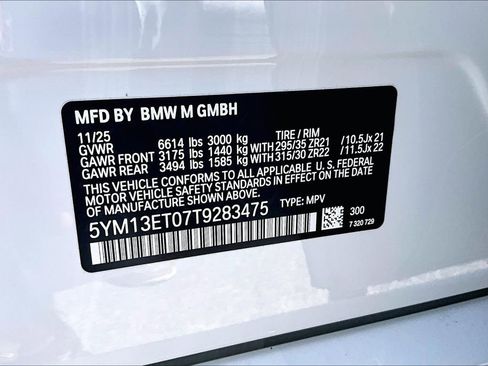 MFD BY BMW M GMBH
11/25 TIRE / RIM
GVWR 6614 lbs 3000 kg
GAWR FRONT 3175 lbs 1440 kg WITH 295/35 ZR21 /10.5Jx 21
GAWR REAR 3494 lbs 1585 kg WITH 315/30 ZR22 /11.5Jx 22
THIS VEHICLE CONFORMS TO ALL APPLICABLE U.S. FEDERAL
MOTOR VEHICLE SAFETY STANDARDS IN EFFECT ON THE DATE
OF MANUFACTURE SHOWN ABOVE.
5YM13ET07T9283475 TYPE: MPV
300
7 320 729